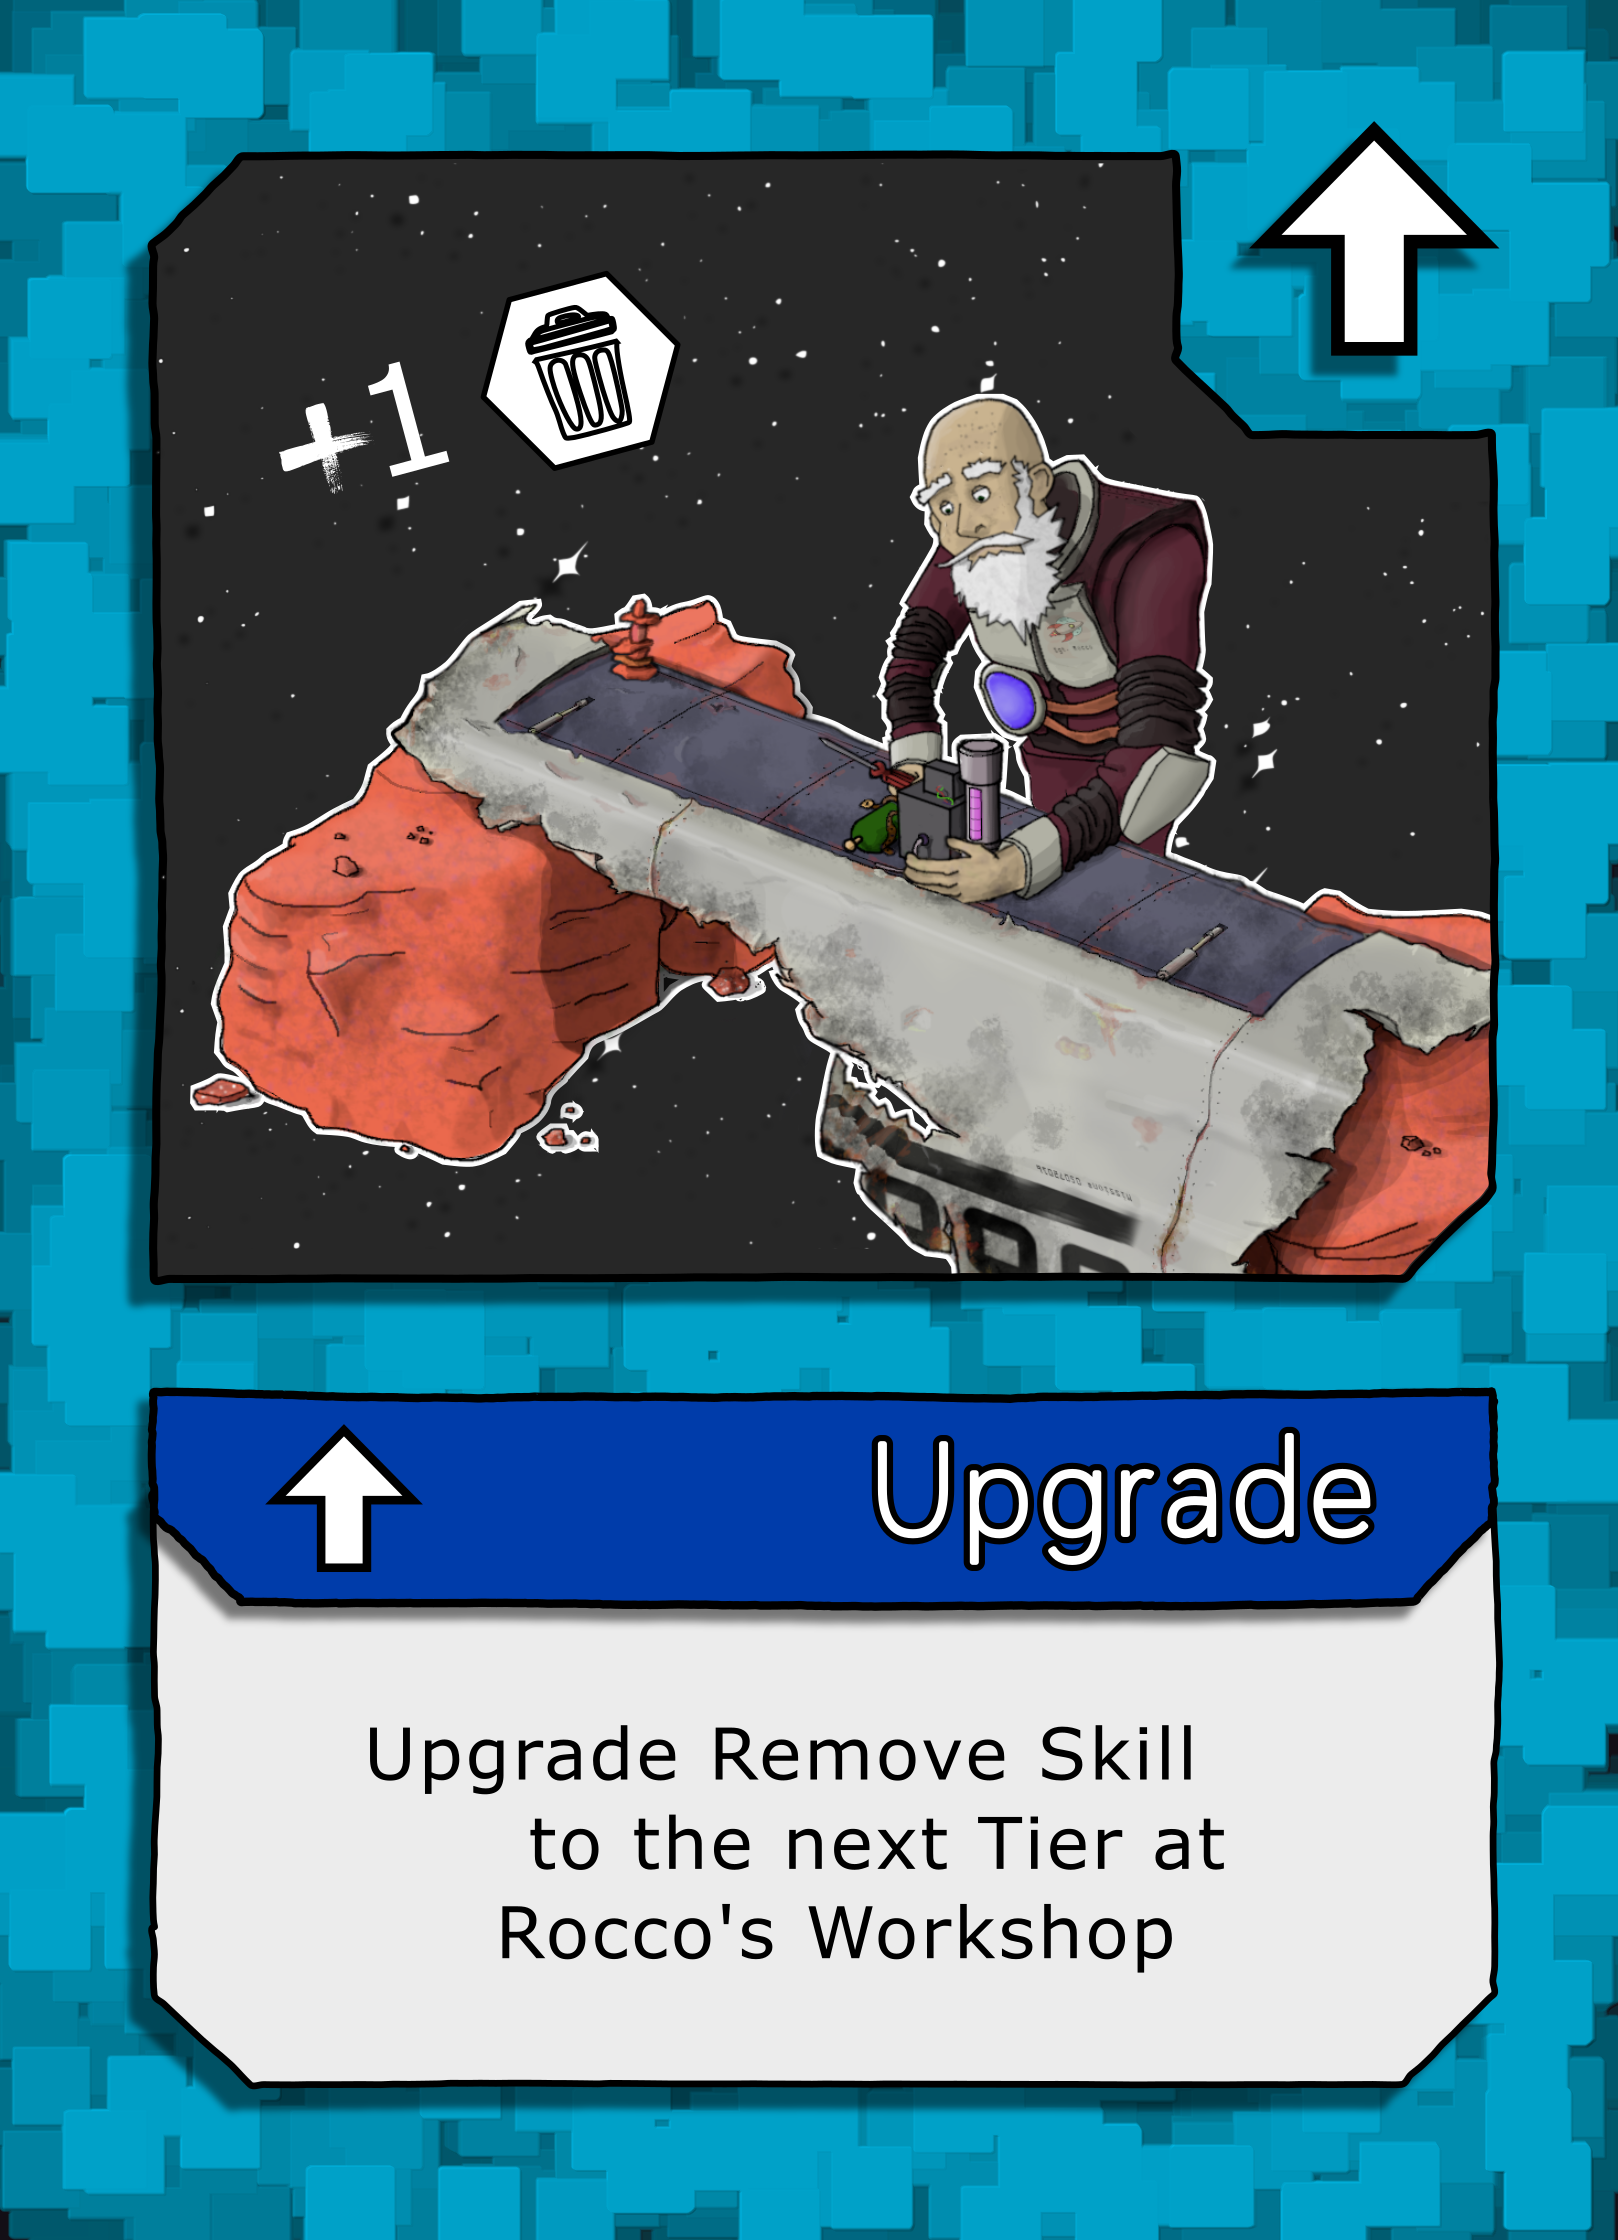 +1
Upgrade
Upgrade Remove Skill
to the next Tier at
Rocco's Workshop